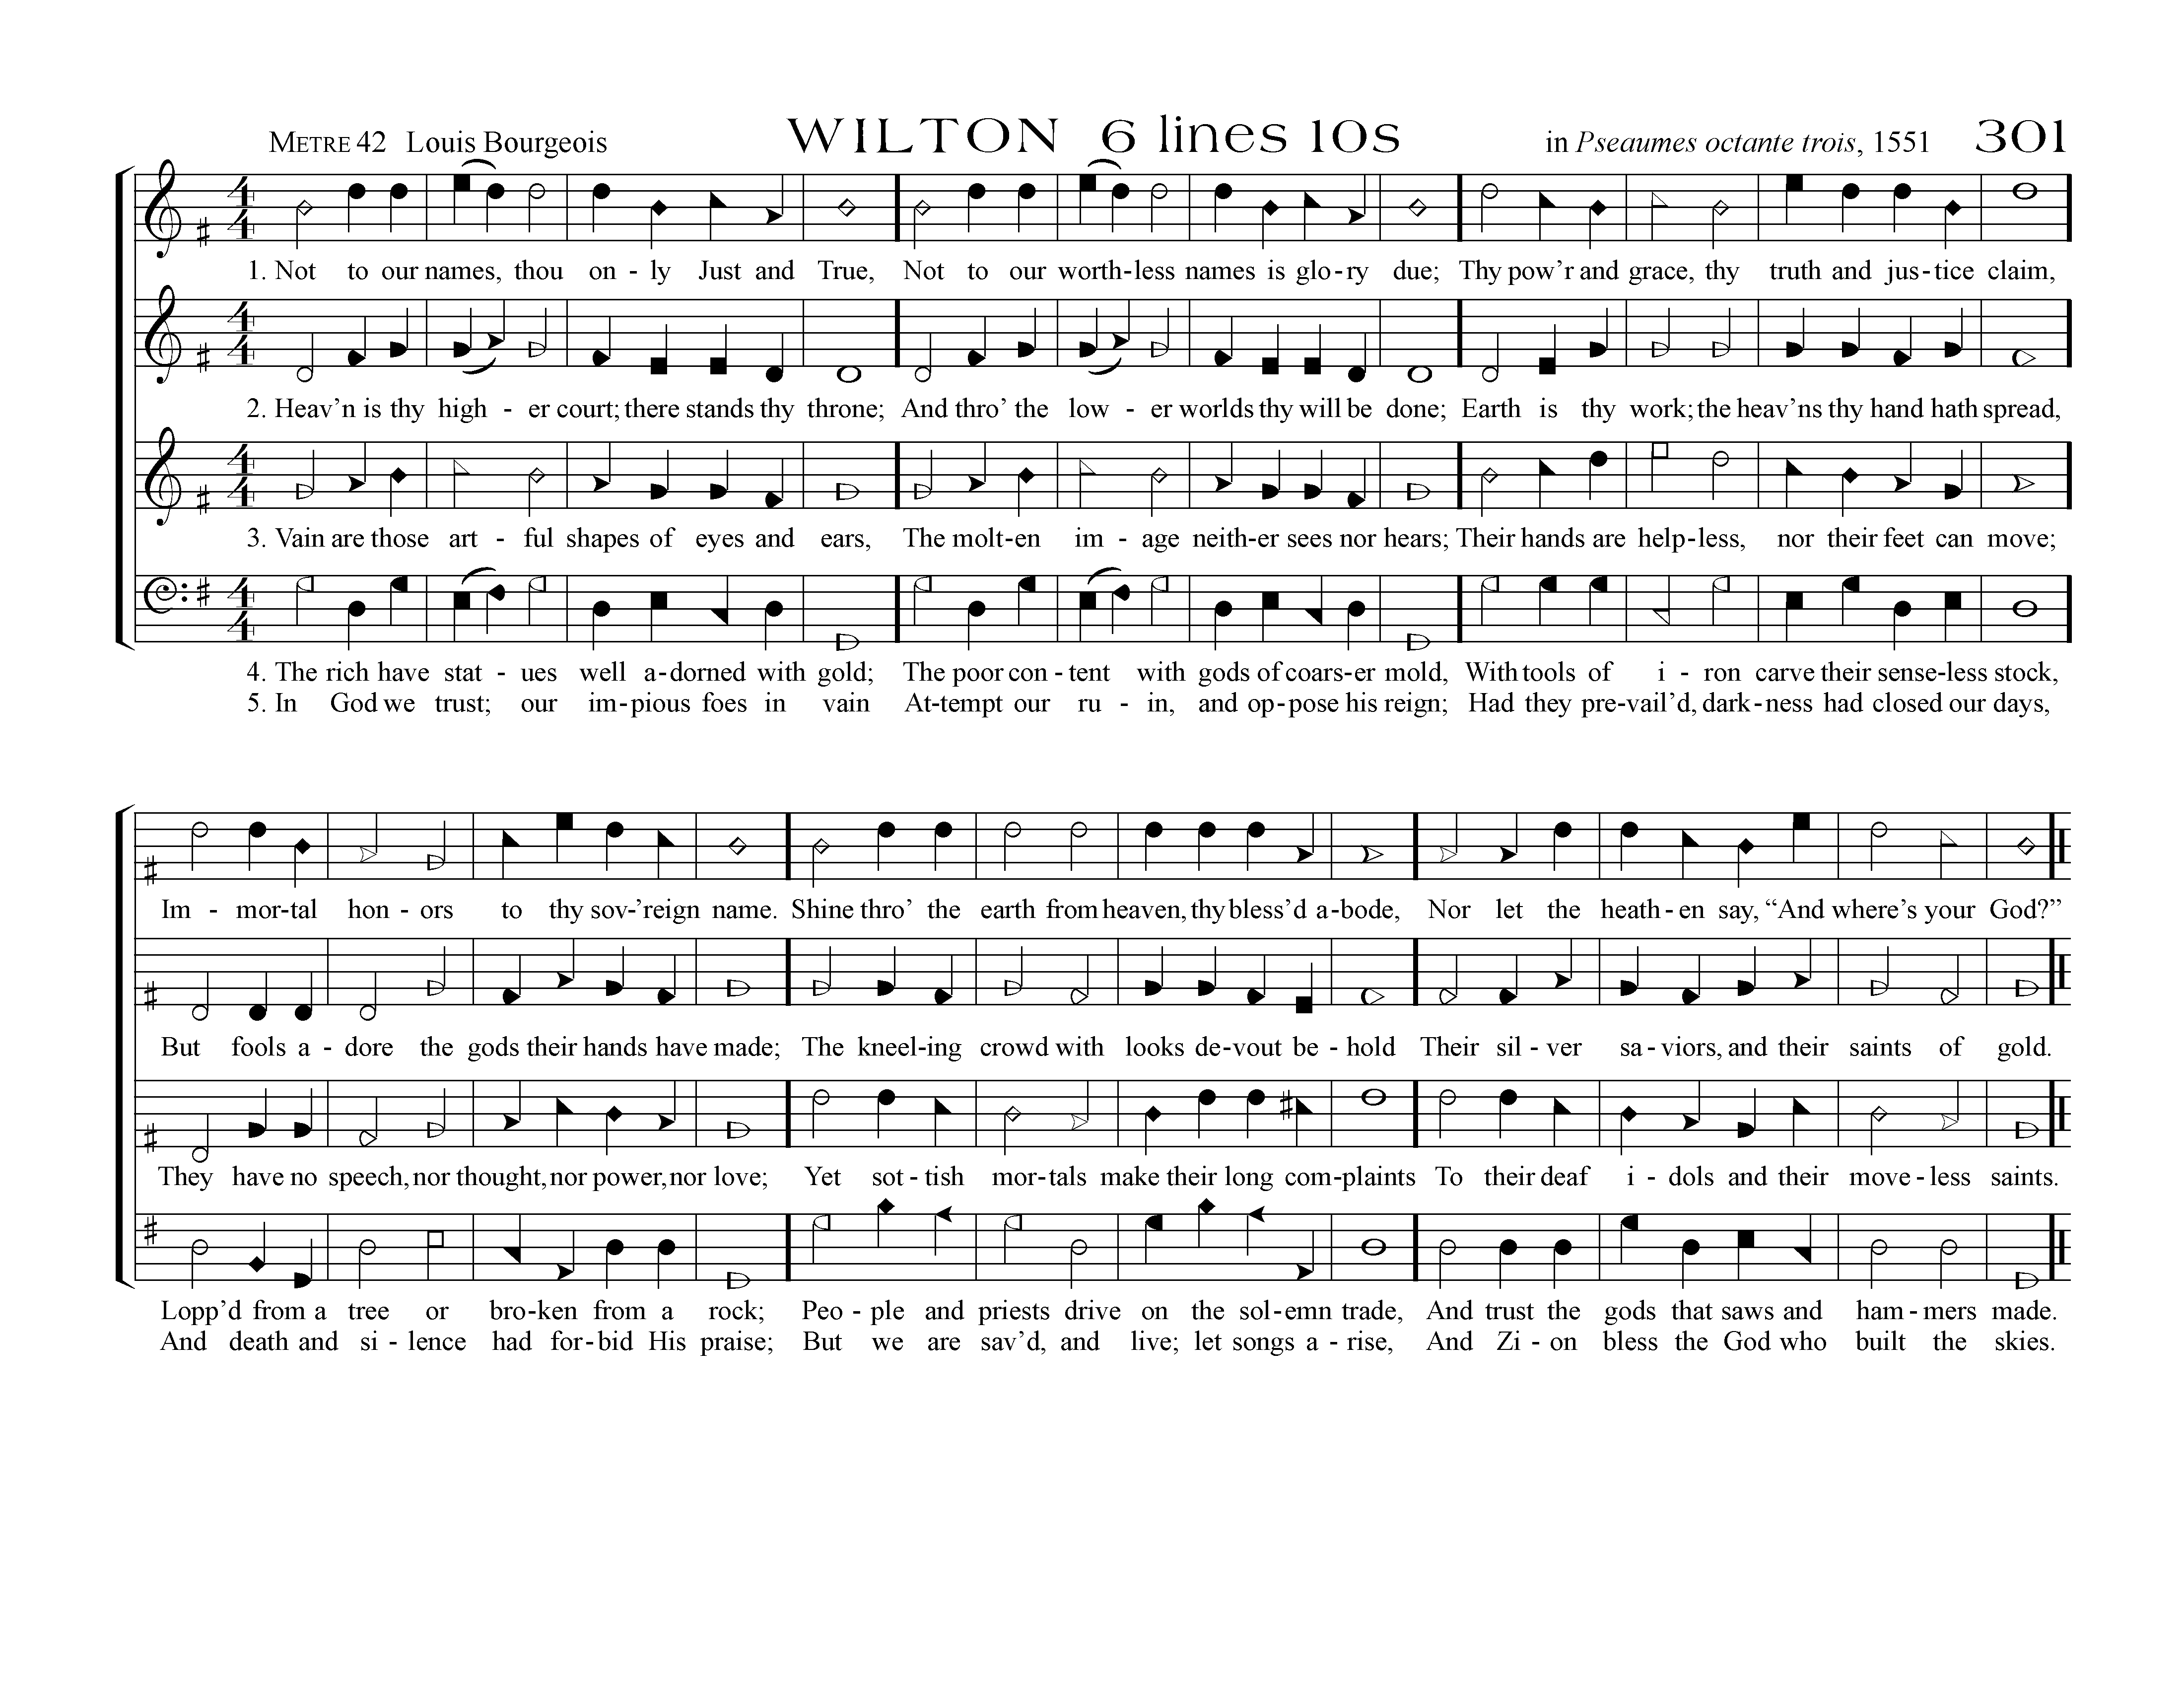 METRE 42 Louis Bourgeois WILTON 6 lines 10s in Pseaumes octante trois, 1551 301
1. Not to our names, thou on - ly Just and True, Not to our worth-less names is glo-ry due; Thy pow'r and grace, thy truth and jus-tice claim,
2. Heav'n is thy high - er court; there stands thy throne; And thro' the low - er worlds thy will be done; Earth is thy work; the heav'ns thy hand hath spread,
3. Vain are those art - ful shapes of eyes and ears, The molt-en im - age neith-er sees nor hears; Their hands are help-less, nor their feet can move;
4. The rich have stat - ues well a-dorned with gold; The poor con - tent with gods of coars-er mold, With tools of i - ron carve their sense-less stock,
5. In God we trust; our im-pious foes in vain At-tempt our ru - in, and op-pose his reign; Had they pre-vail'd, dark-ness had closed our days,
Im - mor-tal hon - ors to thy sov-'reign name. Shine thro' the earth from heaven, thy bless'd a-bode, Nor let the heath-en say, “And where's your God?”
But fools a - dore the gods their hands have made; The kneel-ing crowd with looks de-vout be - hold Their sil - ver sa-viors, and their saints of gold.
They have no speech, nor thought, nor power, nor love; Yet sot - tish mor-tals make their long com-plaints To their deaf i - dols and their move-less saints.
Lopp'd from a tree or bro-ken from a rock; Peo - ple and priests drive on the sol-emn trade, And trust the gods that saws and ham-mers made.
And death and si - lence had for-bid His praise; But we are sav'd, and live; let songs a - rise, And Zi - on bless the God who built the skies.